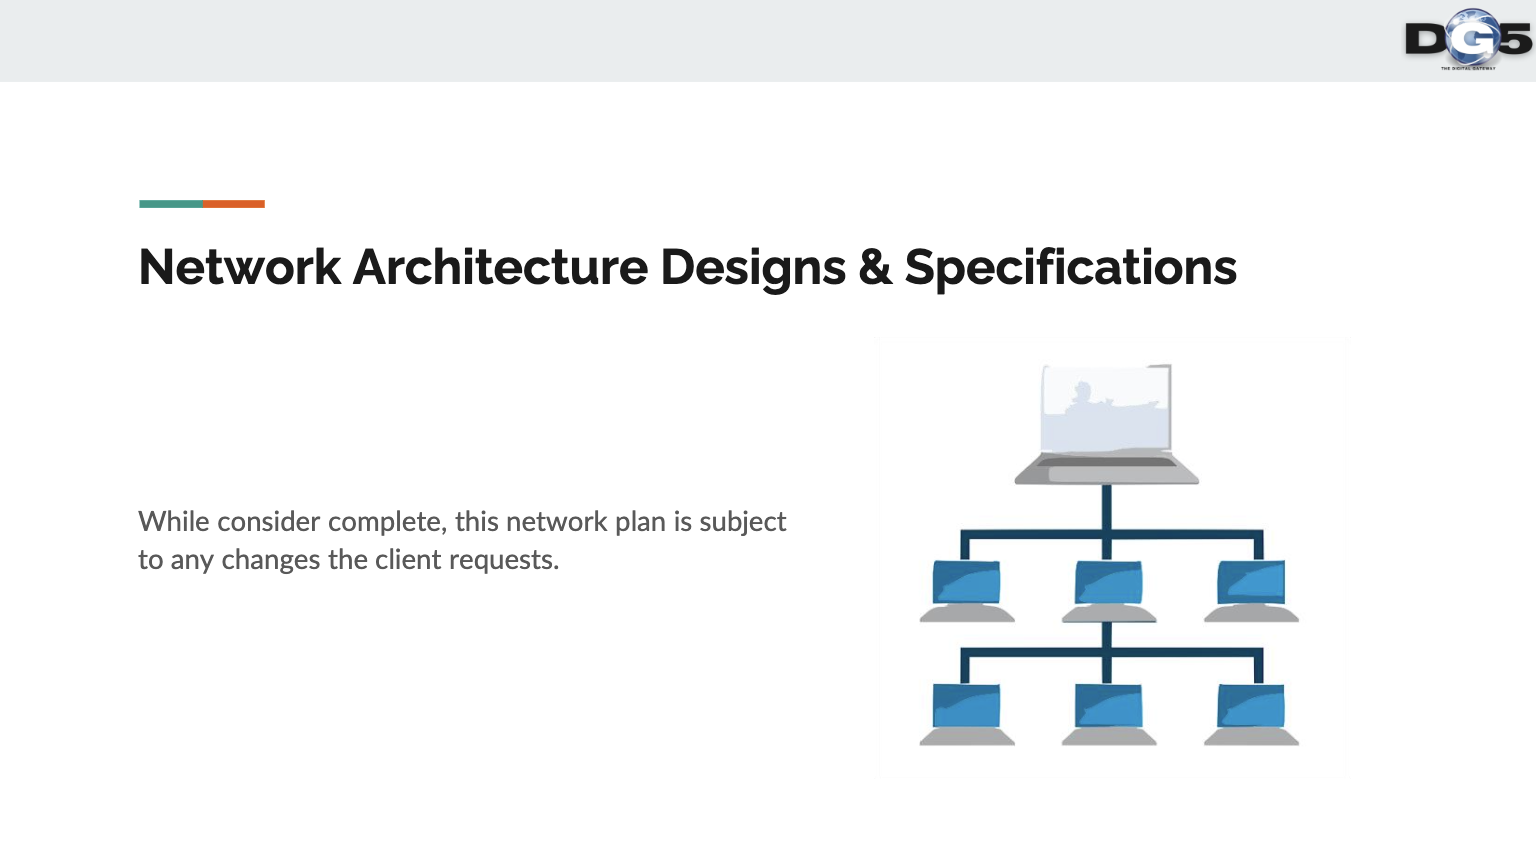 DG5
THE DIGITAL GATEWAY
Network Architecture Designs & Specifications
While consider complete, this network plan is subject
to any changes the client requests.